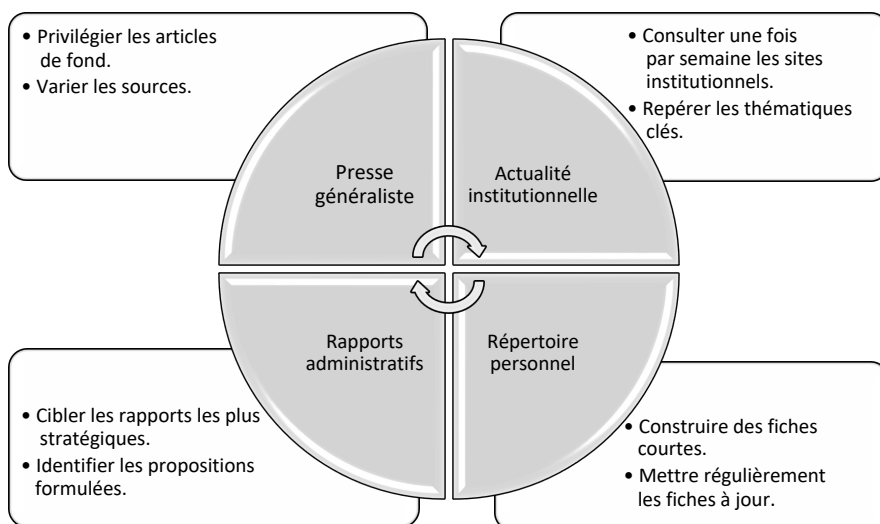 • Privilégier les articles
de fond.
• Varier les sources.
• Consulter une fois
par semaine les sites
institutionnels.
• Repérer les thématiques
clés.
Presse
généraliste
Actualité
institutionnelle
Rapports
administratifs
Répertoire
personnel
• Cibler les rapports les plus
stratégiques.
• Identifier les propositions
formulées.
• Construire des fiches
courtes.
• Mettre régulièrement
les fiches à jour.